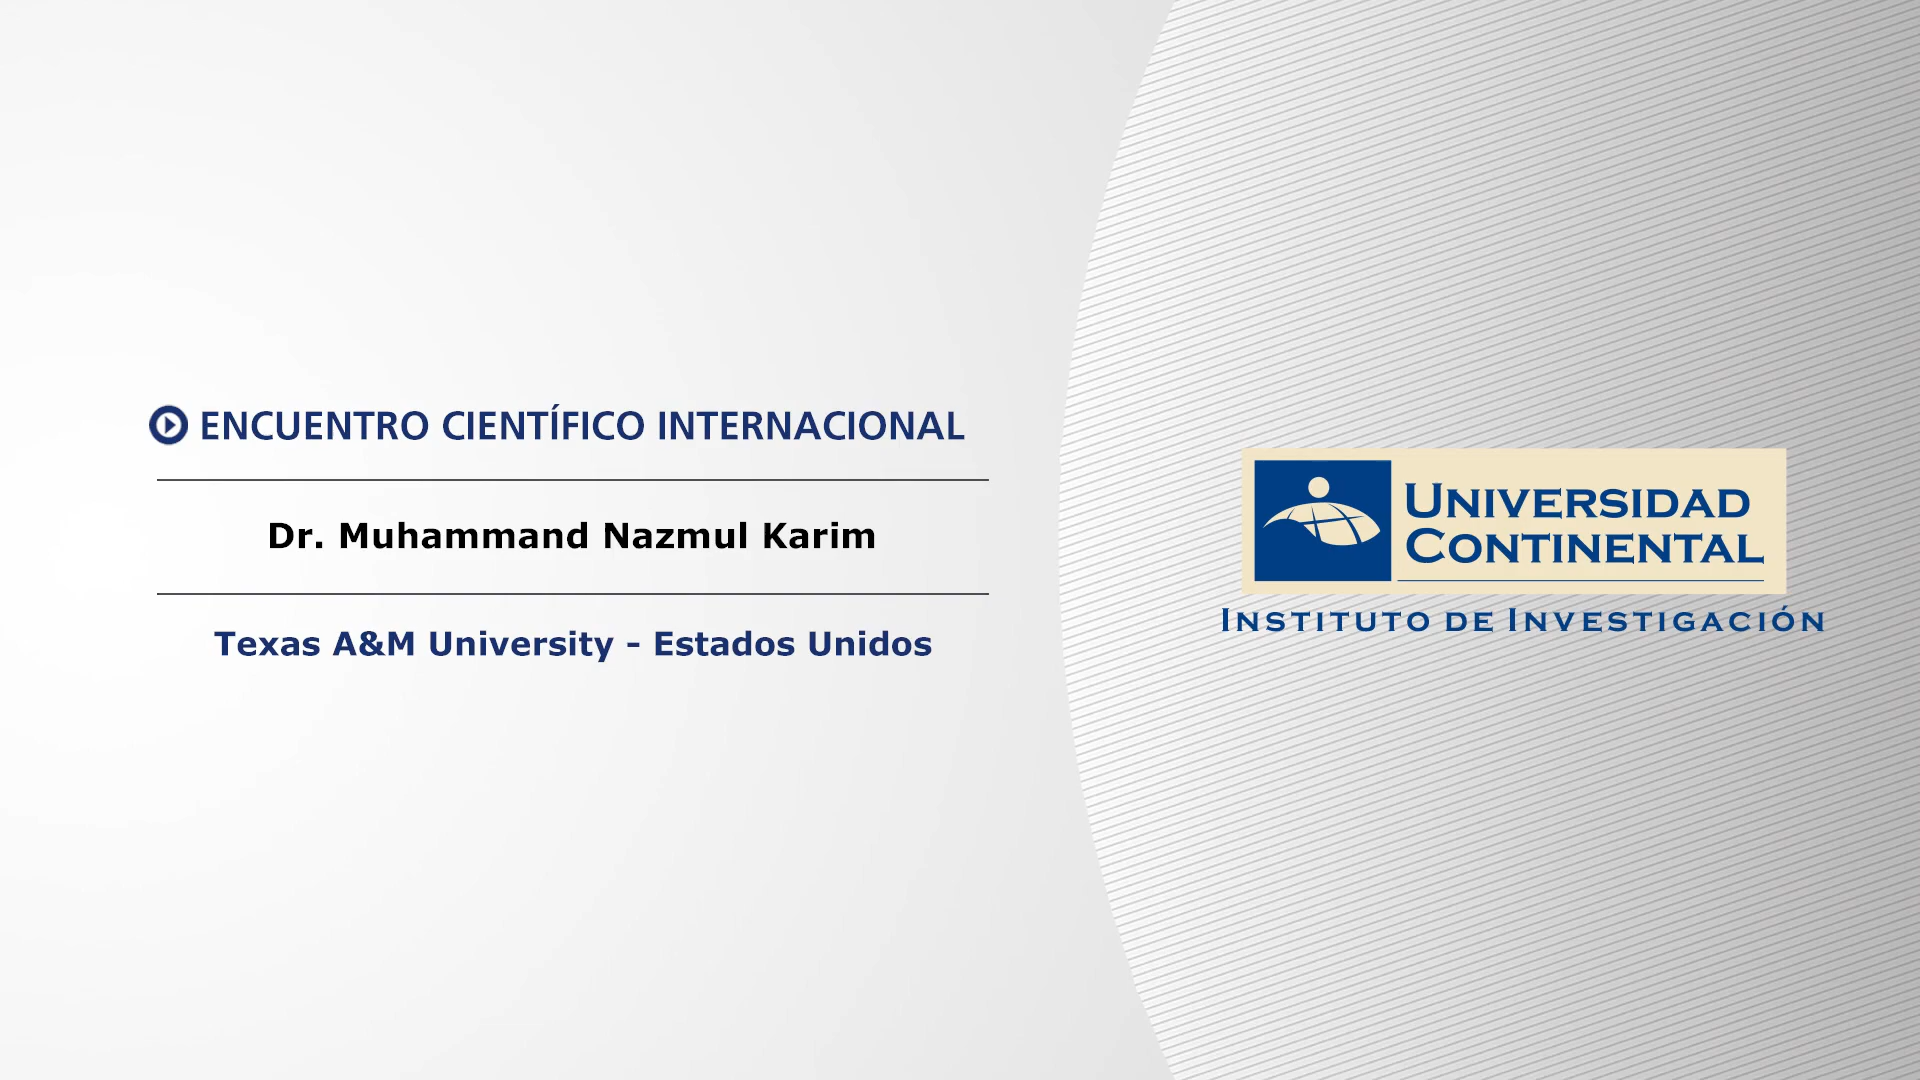 ENCUENTRO CIENTÍFICO INTERNACIONAL
Dr. Muhammand Nazmul Karim
Texas A&M University - Estados Unidos
UNIVERSIDAD
CONTINENTAL
INSTITUTO DE INVESTIGACIÓN